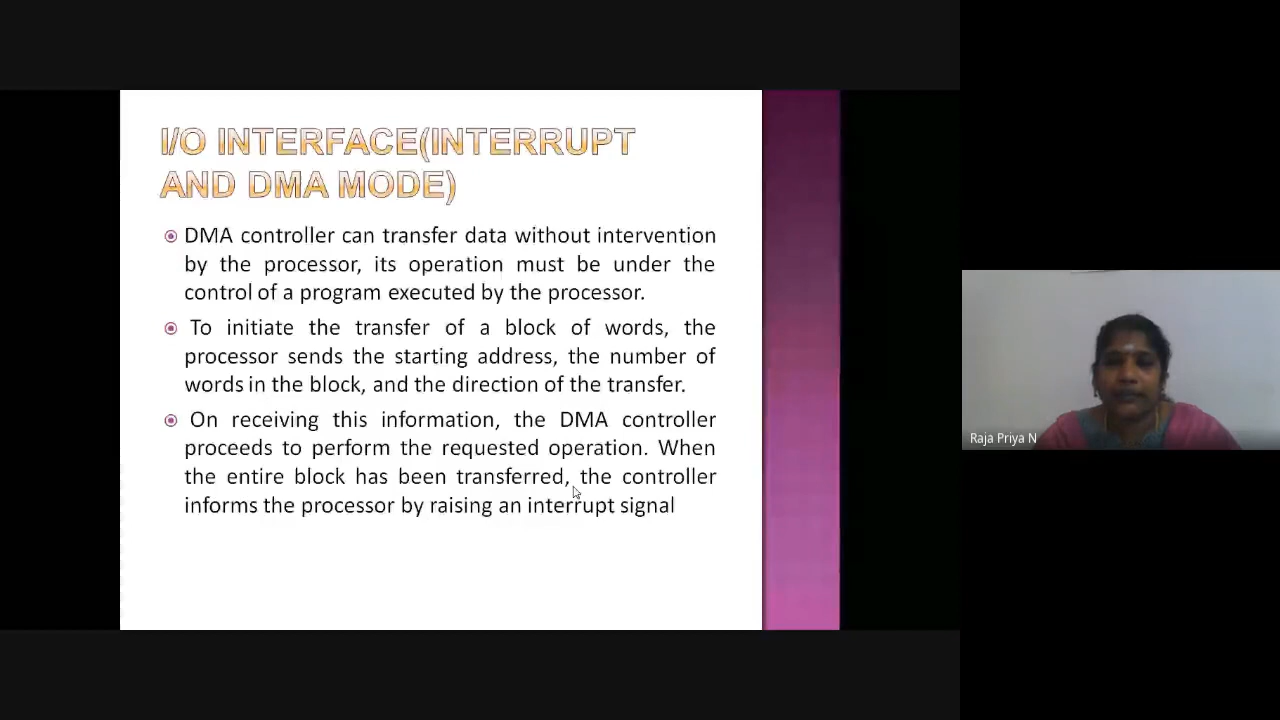 I/O INTERFACE(INTERRUPT
AND DMA MODE)
DMA controller can transfer data without intervention
by the processor, its operation must be under the
control of a program executed by the processor.
To initiate the transfer of a block of words, the
processor sends the starting address, the number of
words in the block, and the direction of the transfer.
On receiving this information, the DMA controller
proceeds to perform the requested operation. When
the entire block has been transferred, the controller
informs the processor by raising an interrupt signal
Raja Priya N